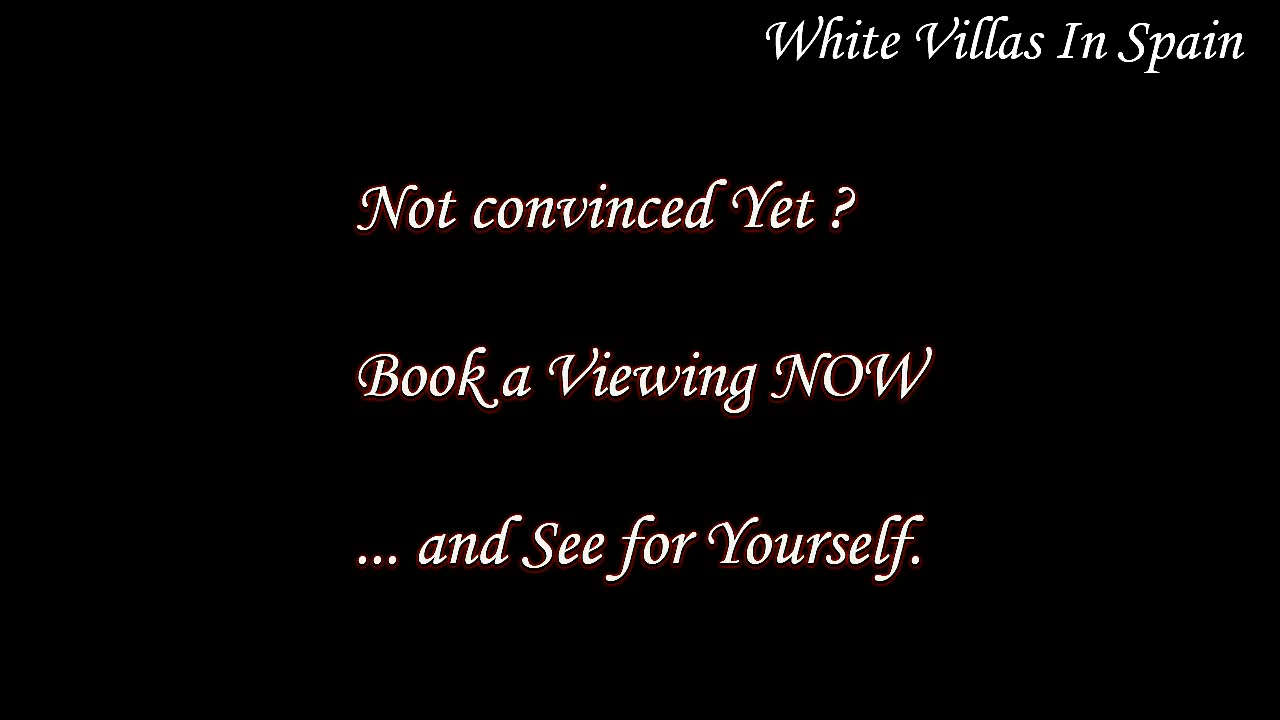 White Villas In Spain
Not convinced Yet ?
Book a Viewing NOW
... and See for Yourself.